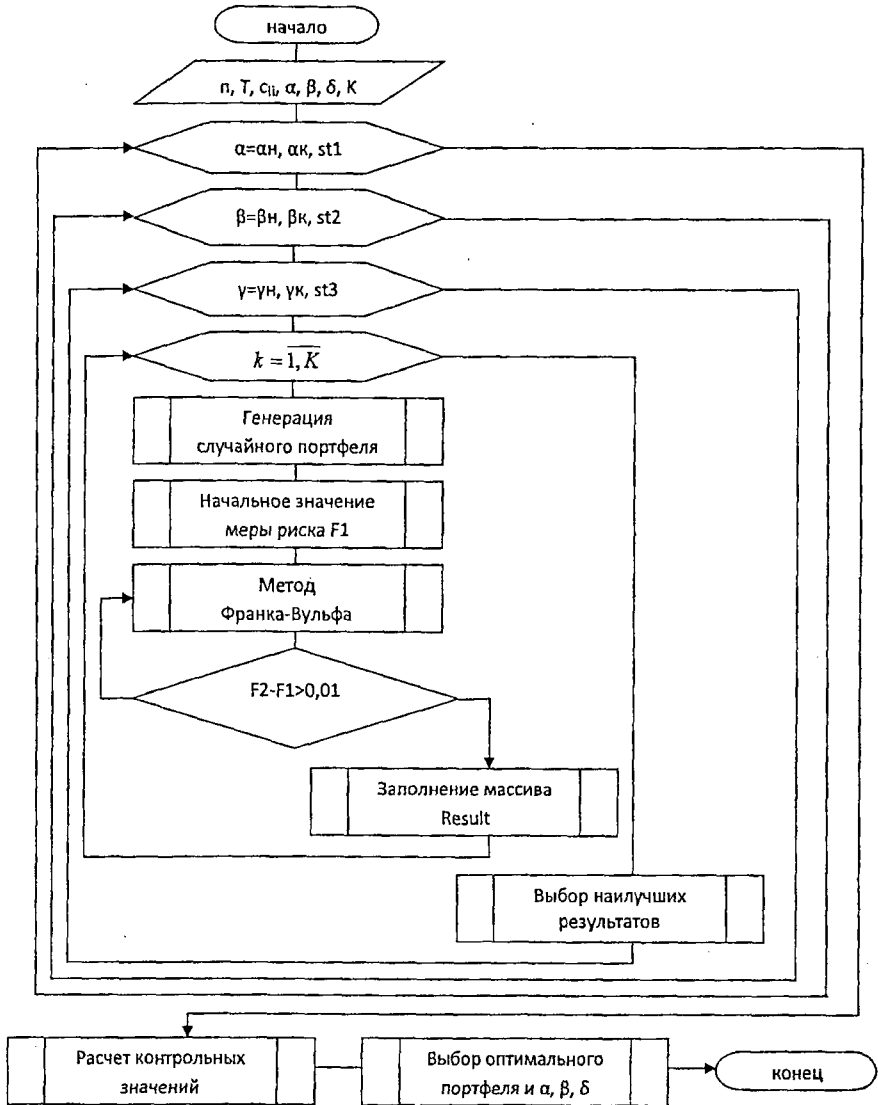 начало
п, Т, cᵢⱼ, α, β, δ, К
α=αн, αк, st1
β=βн, βк, st2
γ=γн, γк, st3
k = 1, K
Генерация
случайного портфеля
Начальное значение
меры риска F1
Метод
Франка-Вульфа
F2-F1>0,01
Заполнение массива
Result
Выбор наилучших
результатов
Расчет контрольных
значений
Выбор оптимального
портфеля и α, β, δ
конец